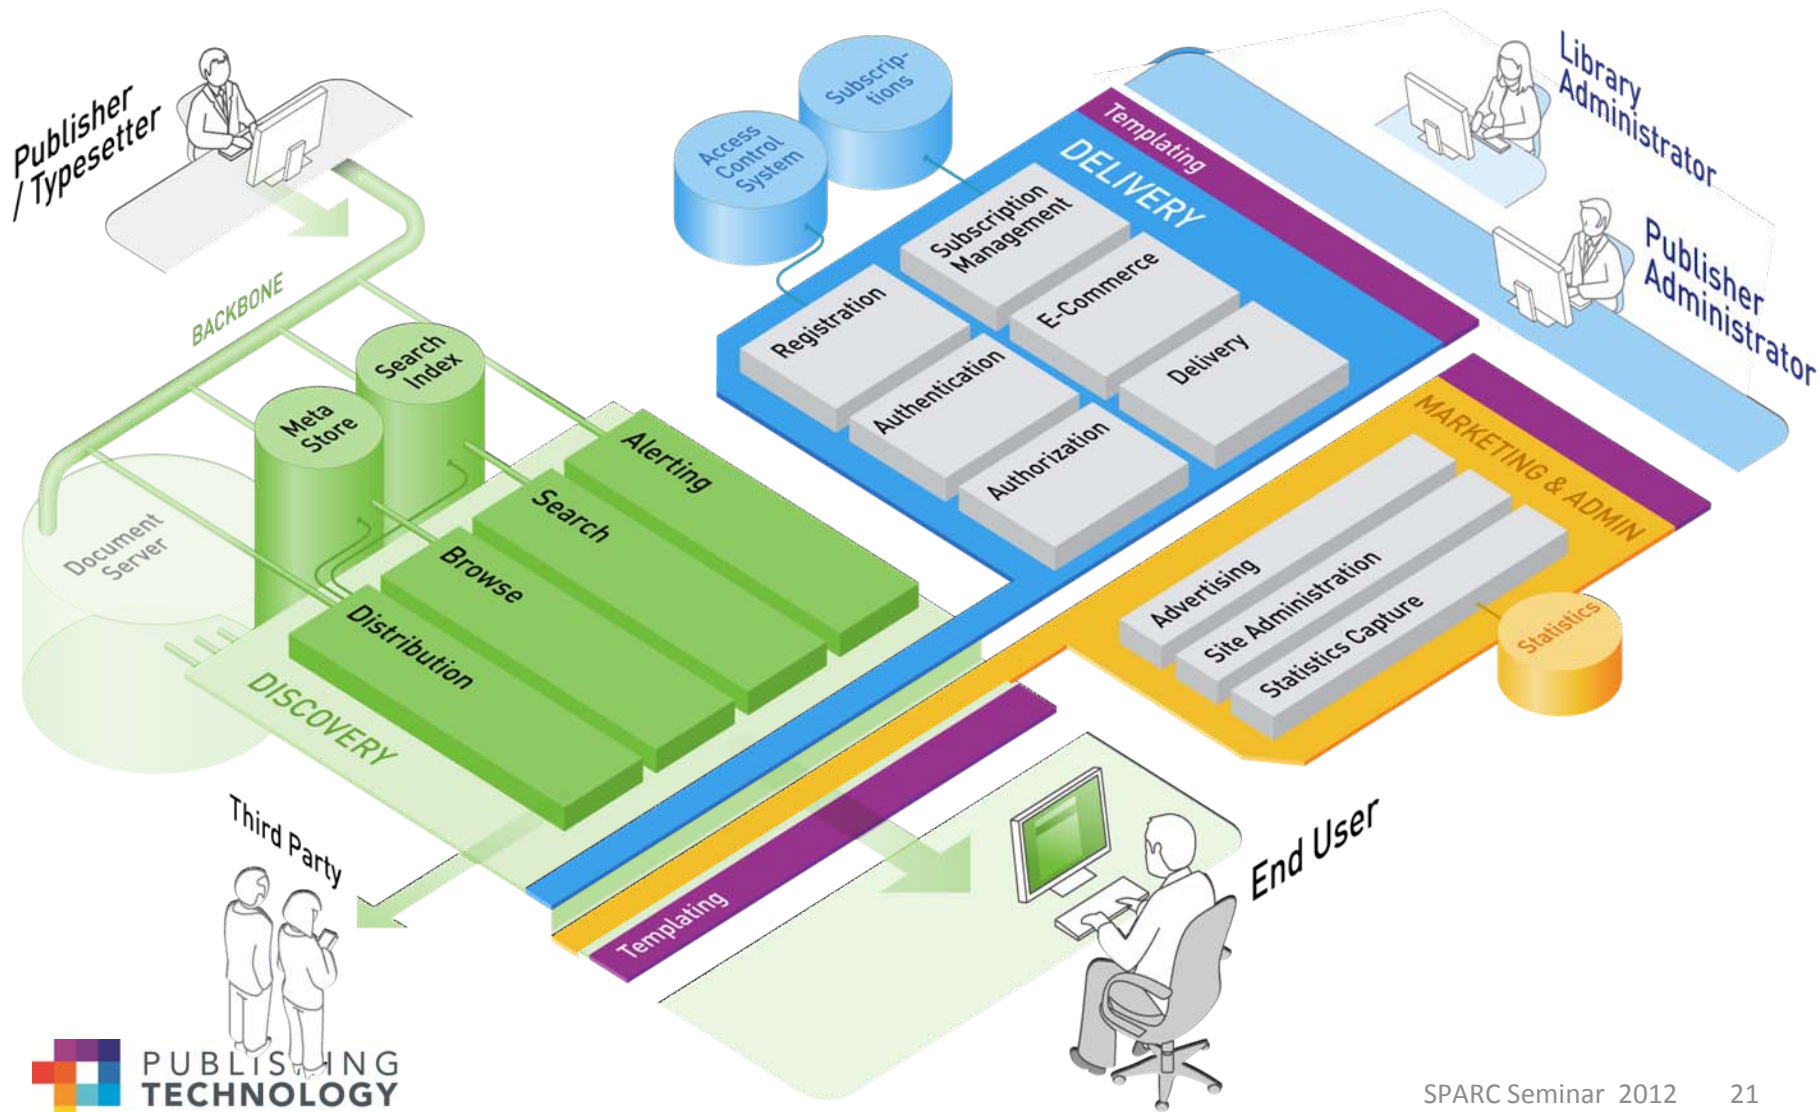 Publisher
/ Typesetter
BACKBONE
Document
Server
Meta
Store
Search
Index
Alerting
Search
Browse
Distribution
DISCOVERY
Third Party
Access
Control
System
Subscrip-
tions
Templating
DELIVERY
Subscription
Management
Registration
E-Commerce
Authentication
Delivery
Authorization
Library
Administrator
Publisher
Administrator
MARKETING & ADMIN
Advertising
Site Administration
Statistics Capture
Statistics
Templating
End User
PUBLISHING
TECHNOLOGY
SPARC Seminar 2012 21